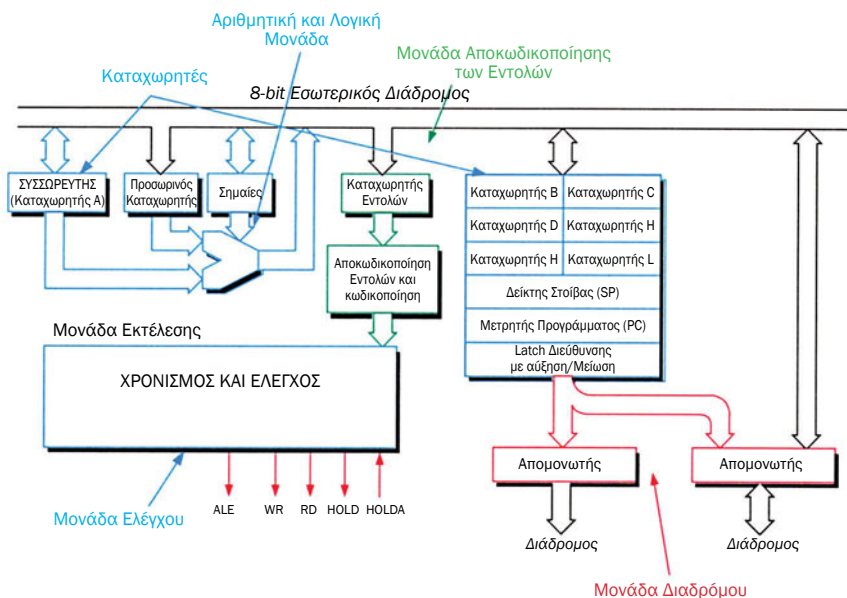 Αριθμητική και Λογική
Μονάδα
Μονάδα Αποκωδικοποίησης
των Εντολών
Καταχωρητές
8-bit Εσωτερικός Διάδρομος
ΣΥΣΣΩΡΕΥΤΗΣ
(Καταχωρητής Α)
Προσωρινός
Καταχωρητής
Σημαίες
Καταχωρητής
Εντολών
Καταχωρητής B
Καταχωρητής C
Καταχωρητής D
Καταχωρητής H
Καταχωρητής H
Καταχωρητής L
Αποκωδικοποίηση
Εντολών και
κωδικοποίηση
Δείκτης Στοίβας (SP)
Μετρητής Προγράμματος (PC)
Latch Διεύθυνσης
με αύξηση/Μείωση
Μονάδα Εκτέλεσης
ΧΡΟΝΙΣΜΟΣ ΚΑΙ ΕΛΕΓΧΟΣ
Απομονωτής
Απομονωτής
ALE
WR
RD
HOLD
HOLDA
Μονάδα Ελέγχου
Διάδρομος
Διάδρομος
Μονάδα Διαδρόμου